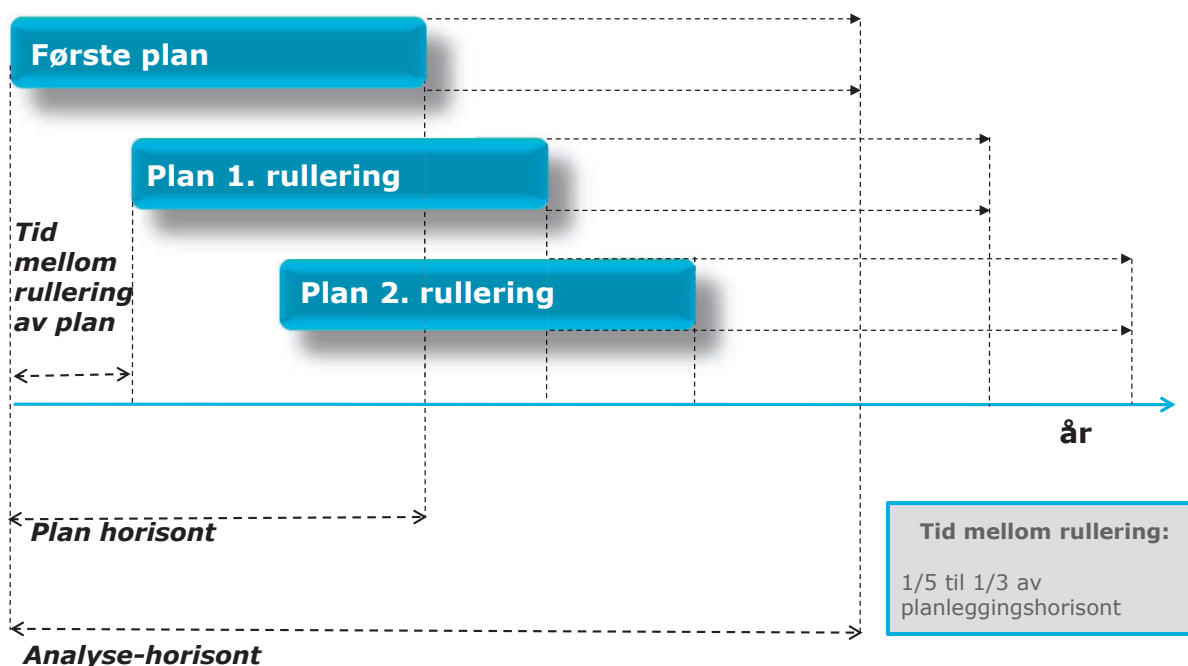 Første plan
Plan 1. rullering
Tid
mellom
rullering
av plan
Plan 2. rullering
år
Plan horisont
Tid mellom rullering:
1/5 til 1/3 av
planleggingshorisont
Analyse-horisont